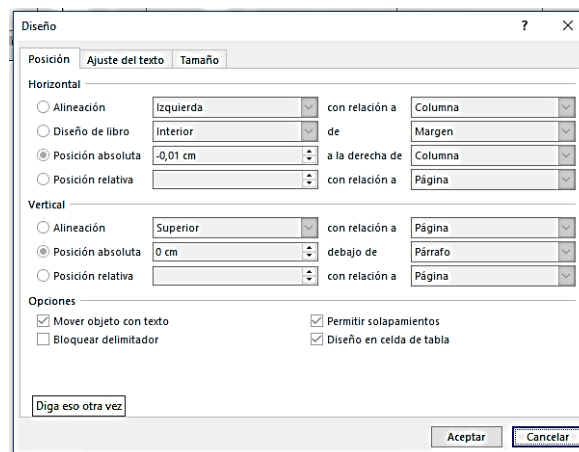 Diseño ? ×
Posición Ajuste del texto Tamaño
Horizontal
Alineación Izquierda con relación a Columna
Diseño de libro Interior de Margen
Posición absoluta -0,01 cm a la derecha de Columna
Posición relativa con relación a Página
Vertical
Alineación Superior con relación a Página
Posición absoluta 0 cm debajo de Párrafo
Posición relativa con relación a Página
Opciones
Mover objeto con texto Permitir solapamientos
Bloquear delimitador Diseño en celda de tabla
Diga eso otra vez
Aceptar Cancelar